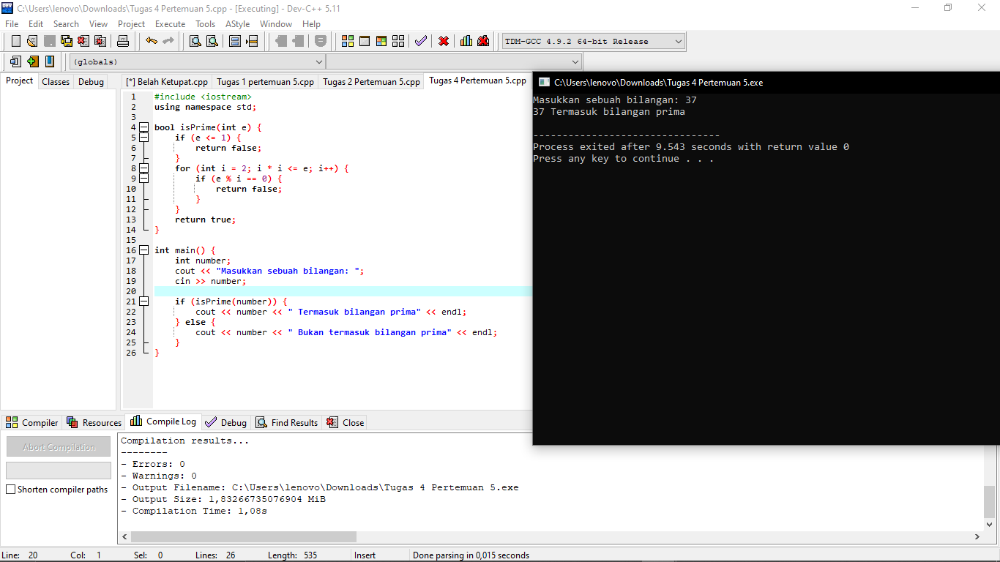 C:\Users\lenovo\Downloads\Tugas 4 Pertemuan 5.cpp - [Executing] - Dev-C++ 5.11
File Edit Search View Project Execute Tools AStyle Window Help
TDM-GCC 4.9.2 64-bit Release
(globals)
Project Classes Debug [*] Belah Ketupat.cpp Tugas 1 pertemuan 5.cpp Tugas 2 Pertemuan 5.cpp Tugas 4 Pertemuan 5.cpp
1 #include <iostream>
2 using namespace std;
3
4 bool isPrime(int e) {
5 if (e <= 1) {
6 return false;
7 }
8 for (int i = 2; i * i <= e; i++) {
9 if (e % i == 0) {
10 return false;
11 }
12 }
13 return true;
14 }
15
16 int main() {
17 int number;
18 cout << "Masukkan sebuah bilangan: ";
19 cin >> number;
20
21 if (isPrime(number)) {
22 cout << number << " Termasuk bilangan prima" << endl;
23 } else {
24 cout << number << " Bukan termasuk bilangan prima" << endl;
25 }
26 }
C:\Users\lenovo\Downloads\Tugas 4 Pertemuan 5.exe
Masukkan sebuah bilangan: 37
37 Termasuk bilangan prima
--------------------------------
Process exited after 9.543 seconds with return value 0
Press any key to continue . . .
Compiler Resources Compile Log Debug Find Results Close
Abort Compilation
Shorten compiler paths
Compilation results...
--------
- Errors: 0
- Warnings: 0
- Output Filename: C:\Users\lenovo\Downloads\Tugas 4 Pertemuan 5.exe
- Output Size: 1,83266735076904 MiB
- Compilation Time: 1,08s
Line: 20 Col: 1 Sel: 0 Lines: 26 Length: 535 Insert Done parsing in 0,015 seconds